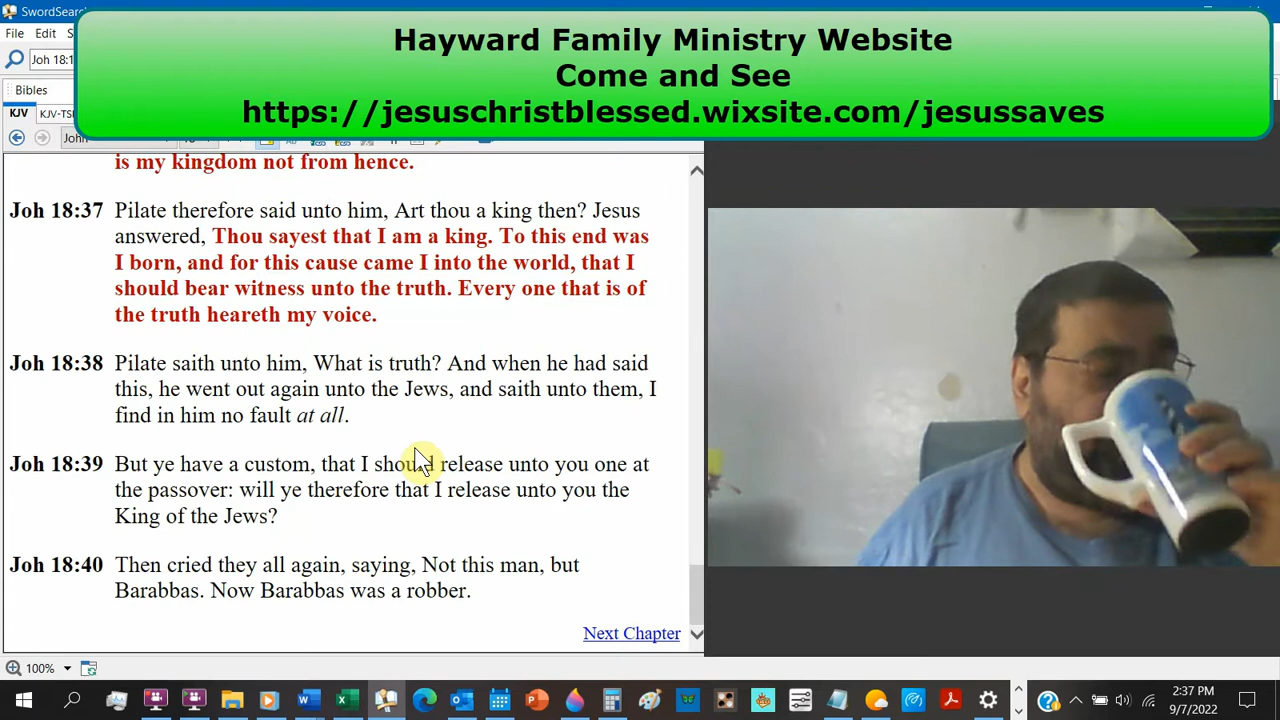 SwordSear
Hayward Family Ministry Website
Come and See
https://jesuschristblessed.wixsite.com/jesussaves
File Edit S
Joh 18:1
Bibles
KJV KJV-TS
John
is my kingdom not from hence.
Joh 18:37 Pilate therefore said unto him, Art thou a king then? Jesus
answered, Thou sayest that I am a king. To this end was
I born, and for this cause came I into the world, that I
should bear witness unto the truth. Every one that is of
the truth heareth my voice.
Joh 18:38 Pilate saith unto him, What is truth? And when he had said
this, he went out again unto the Jews, and saith unto them, I
find in him no fault at all.
Joh 18:39 But ye have a custom, that I should release unto you one at
the passover: will ye therefore that I release unto you the
King of the Jews?
Joh 18:40 Then cried they all again, saying, Not this man, but
Barabbas. Now Barabbas was a robber.
Next Chapter
100%
2:37 PM
9/7/2022